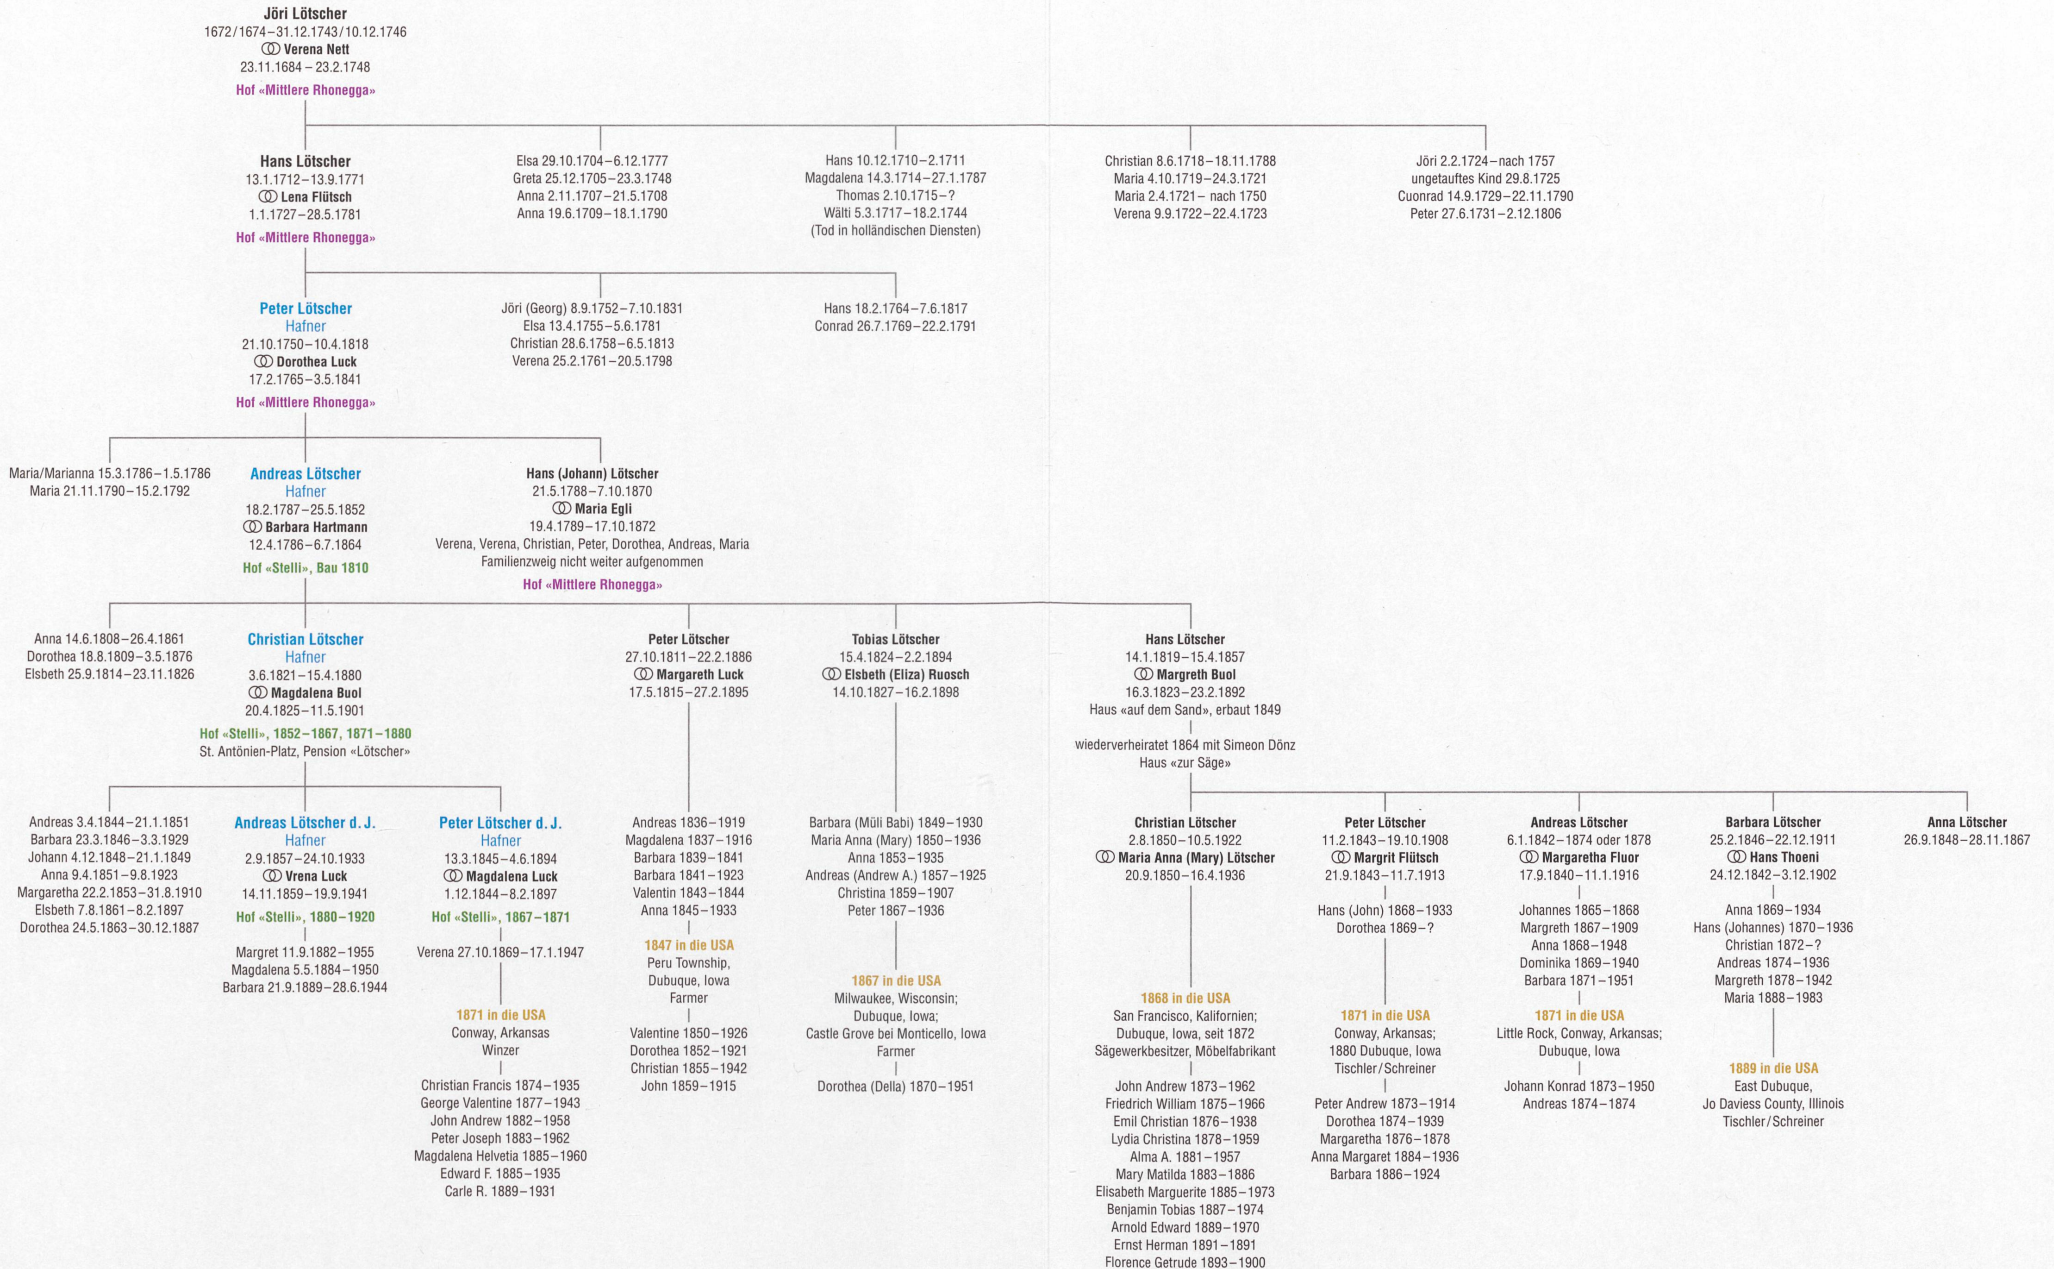 Jöri Lötscher
1672/1674–31.12.1743/10.12.1746
Verena Nett
23.11.1684 – 23.2.1748
Hof «Mittlere Rhonegga»
Hans Lötscher
13.1.1712–13.9.1771
Lena Flütsch
1.1.1727–28.5.1781
Hof «Mittlere Rhonegga»
Elsa 29.10.1704–6.12.1777
Greta 25.12.1705–23.3.1748
Anna 2.11.1707–21.5.1708
Anna 19.6.1709–18.1.1790
Hans 10.12.1710–2.1711
Magdalena 14.3.1714–27.1.1787
Thomas 2.10.1715–?
Wälti 5.3.1717–18.2.1744
(Tod in holländischen Diensten)
Christian 8.6.1718–18.11.1788
Maria 4.10.1719–24.3.1721
Maria 2.4.1721– nach 1750
Verena 9.9.1722–22.4.1723
Jöri 2.2.1724–nach 1757
ungetauftes Kind 29.8.1725
Cuonrad 14.9.1729–22.11.1790
Peter 27.6.1731–2.12.1806
Peter Lötscher
Hafner
21.10.1750–10.4.1818
Dorothea Luck
17.2.1765–3.5.1841
Hof «Mittlere Rhonegga»
Jöri (Georg) 8.9.1752–7.10.1831
Elsa 13.4.1755–5.6.1781
Christian 28.6.1758–6.5.1813
Verena 25.2.1761–20.5.1798
Hans 18.2.1764–7.6.1817
Conrad 26.7.1769–22.2.1791
Maria/Marianna 15.3.1786–1.5.1786
Maria 21.11.1790–15.2.1792
Andreas Lötscher
Hafner
18.2.1787–25.5.1852
Barbara Hartmann
12.4.1786–6.7.1864
Hof «Stelli», Bau 1810
Hans (Johann) Lötscher
21.5.1788–7.10.1870
Maria Egli
19.4.1789–17.10.1872
Verena, Verena, Christian, Peter, Dorothea, Andreas, Maria
Familienzweig nicht weiter aufgenommen
Hof «Mittlere Rhonegga»
Anna 14.6.1808–26.4.1861
Dorothea 18.8.1809–3.5.1876
Elsbeth 25.9.1814–23.11.1826
Christian Lötscher
Hafner
3.6.1821–15.4.1880
Magdalena Buol
20.4.1825–11.5.1901
Hof «Stelli», 1852–1867, 1871–1880
St. Antönien-Platz, Pension «Lötscher»
Peter Lötscher
27.10.1811–22.2.1886
Margareth Luck
17.5.1815–27.2.1895
Tobias Lötscher
15.4.1824–2.2.1894
Elsbeth (Eliza) Ruosch
14.10.1827–16.2.1898
Hans Lötscher
14.1.1819–15.4.1857
Margreth Buol
16.3.1823–23.2.1892
Haus «auf dem Sand», erbaut 1849
wiederverheiratet 1864 mit Simeon Dönz
Haus «zur Säge»
Andreas 3.4.1844–21.1.1851
Barbara 23.3.1846–3.3.1929
Johann 4.12.1848–21.1.1849
Anna 9.4.1851–9.8.1923
Margaretha 22.2.1853–31.8.1910
Elsbeth 7.8.1861–8.2.1897
Dorothea 24.5.1863–30.12.1887
Andreas Lötscher d. J.
Hafner
2.9.1857–24.10.1933
Vrena Luck
14.11.1859–19.9.1941
Hof «Stelli», 1880–1920
Margret 11.9.1882–1955
Magdalena 5.5.1884–1950
Barbara 21.9.1889–28.6.1944
Peter Lötscher d. J.
Hafner
13.3.1845–4.6.1894
Magdalena Luck
1.12.1844–8.2.1897
Hof «Stelli», 1867–1871
Verena 27.10.1869–17.1.1947
1871 in die USA
Conway, Arkansas
Winzer
Christian Francis 1874–1935
George Valentine 1877–1943
John Andrew 1882–1958
Peter Joseph 1883–1962
Magdalena Helvetia 1885–1960
Edward F. 1885–1935
Carle R. 1889–1931
Andreas 1836–1919
Magdalena 1837–1916
Barbara 1839–1841
Barbara 1841–1923
Valentin 1843–1844
Anna 1845–1933
1847 in die USA
Peru Township,
Dubuque, Iowa
Farmer
Valentine 1850–1926
Dorothea 1852–1921
Christian 1855–1942
John 1859–1915
Barbara (Müli Babi) 1849–1930
Maria Anna (Mary) 1850–1936
Anna 1853–1935
Andreas (Andrew A.) 1857–1925
Christina 1859–1907
Peter 1867–1936
1867 in die USA
Milwaukee, Wisconsin;
Dubuque, Iowa;
Castle Grove bei Monticello, Iowa
Farmer
Dorothea (Della) 1870–1951
Christian Lötscher
2.8.1850–10.5.1922
Maria Anna (Mary) Lötscher
20.9.1850–16.4.1936
1868 in die USA
San Francisco, Kalifornien;
Dubuque, Iowa, seit 1872
Sägewerkbesitzer, Möbelfabrikant
John Andrew 1873–1962
Friedrich William 1875–1966
Emil Christian 1876–1938
Lydia Christina 1878–1959
Alma A. 1881–1957
Mary Matilda 1883–1886
Elisabeth Marguerite 1885–1973
Benjamin Tobias 1887–1974
Arnold Edward 1889–1970
Ernst Herman 1891–1891
Florence Getrude 1893–1900
Peter Lötscher
11.2.1843–19.10.1908
Margrit Flütsch
21.9.1843–11.7.1913
Hans (John) 1868–1933
Dorothea 1869–?
1871 in die USA
Conway, Arkansas;
1880 Dubuque, Iowa
Tischler/Schreiner
Peter Andrew 1873–1914
Dorothea 1874–1939
Margaretha 1876–1878
Anna Margaret 1884–1936
Barbara 1886–1924
Andreas Lötscher
6.1.1842–1874 oder 1878
Margaretha Fluor
17.9.1840–11.1.1916
Johannes 1865–1868
Margreth 1867–1909
Anna 1868–1948
Dominika 1869–1940
Barbara 1871–1951
1871 in die USA
Little Rock, Conway, Arkansas;
Dubuque, Iowa
Johann Konrad 1873–1950
Andreas 1874–1874
Barbara Lötscher
25.2.1846–22.12.1911
Hans Thoeni
24.12.1842–3.12.1902
Anna 1869–1934
Hans (Johannes) 1870–1936
Christian 1872–?
Andreas 1874–1936
Margreth 1878–1942
Maria 1888–1983
1889 in die USA
East Dubuque,
Jo Daviess County, Illinois
Tischler/Schreiner
Anna Lötscher
26.9.1848–28.11.1867